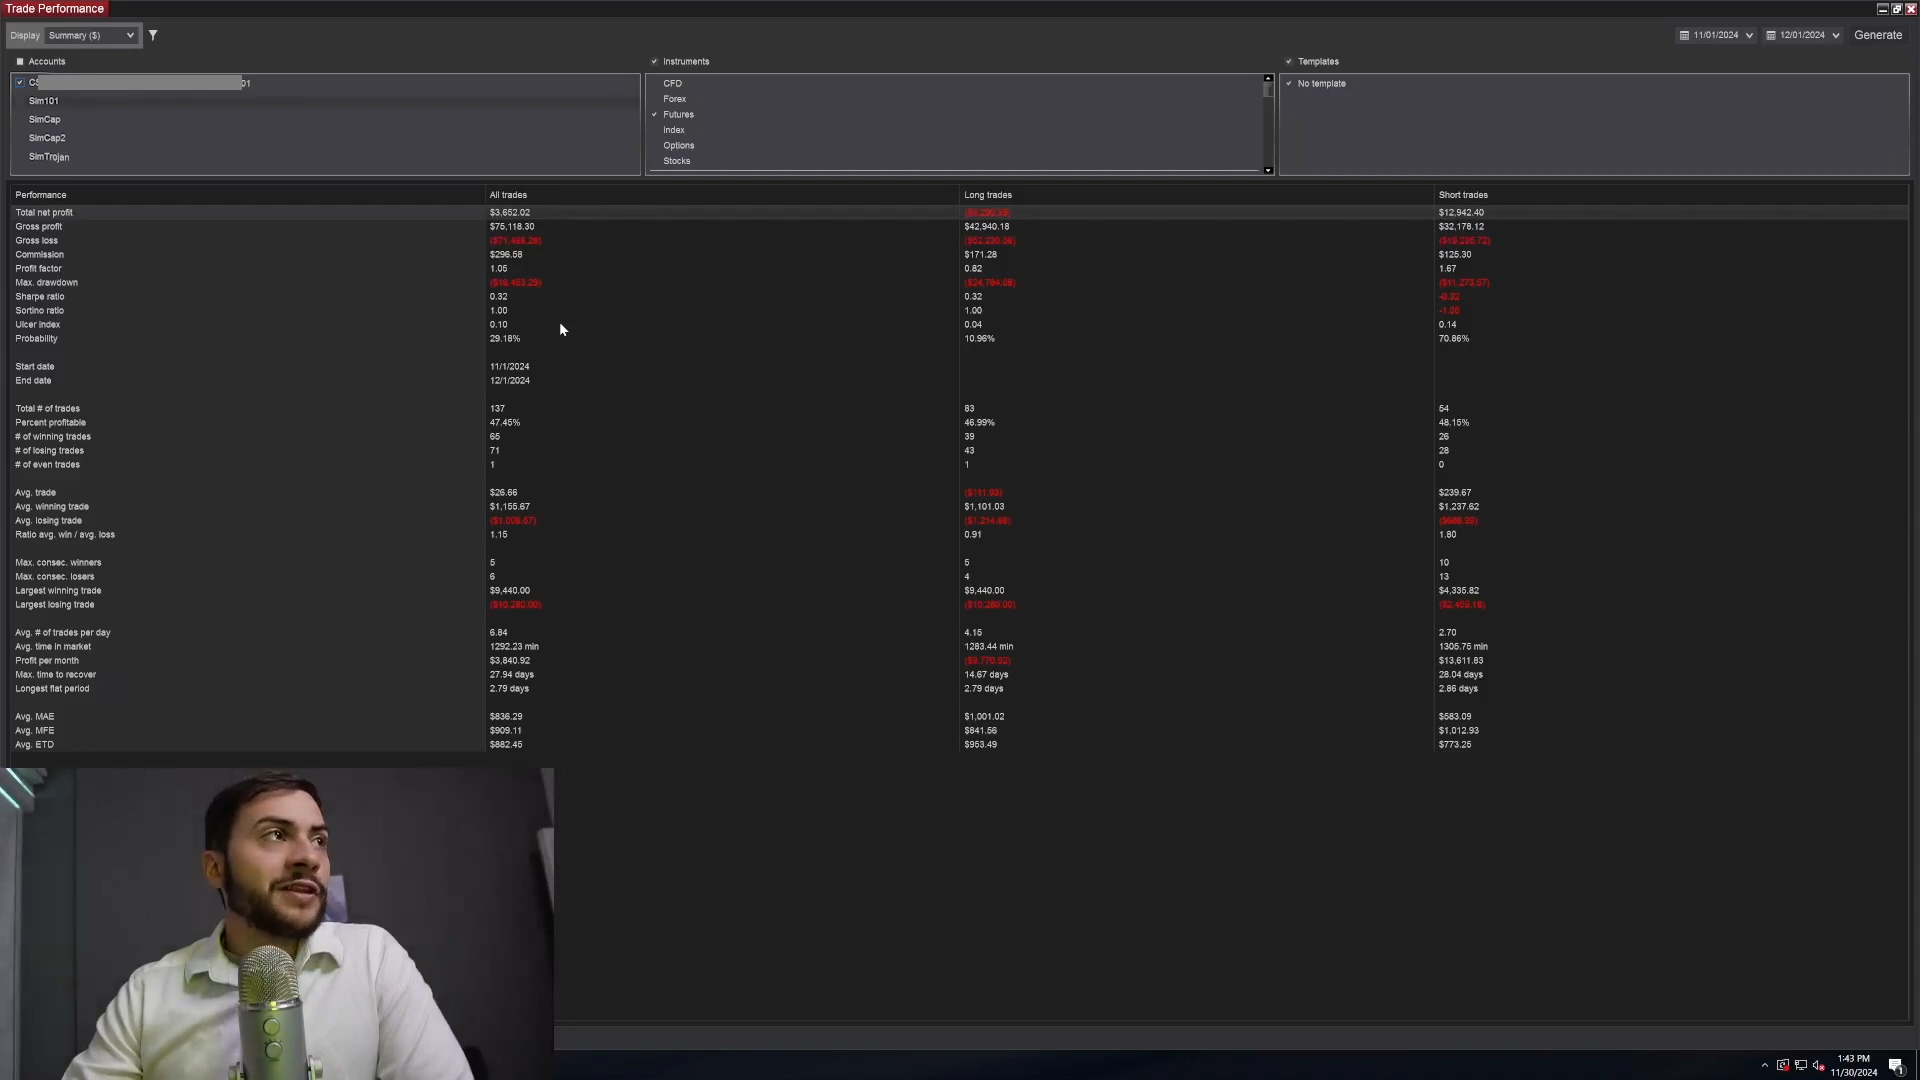 Trade Performance
Display Summary ($)
11/01/2024 12/01/2024 Generate
Accounts Instruments Templates
CS 01
Sim101
SimCap
SimCap2
SimTrojan
CFD
Forex
Futures
Index
Options
Stocks
No template
Performance All trades Long trades Short trades
Total net profit $3,652.02 $12,942.40
Gross profit $75,118.30 $42,940.18 $32,178.12
Gross loss
Commission $296.58 $171.28 $125.30
Profit factor 1.05 0.82 1.67
Max. drawdown
Sharpe ratio 0.32 0.32 -0.32
Sortino ratio 1.00 1.00
Ulcer index 0.10 0.04 0.14
Probability 29.18% 10.96% 70.86%
Start date 11/1/2024
End date 12/1/2024
Total # of trades 137 83 54
Percent profitable 47.45% 46.99% 48.15%
# of winning trades 65 39 26
# of losing trades 71 43 28
# of even trades 1 1 0
Avg. trade $26.66 ($111.93) $239.67
Avg. winning trade $1,155.67 $1,101.03 $1,237.62
Avg. losing trade
Ratio avg. win / avg. loss 1.15 0.91 1.80
Max. consec. winners 5 5 10
Max. consec. losers 6 4 13
Largest winning trade $9,440.00 $9,440.00 $4,335.82
Largest losing trade ($10,280.00) ($10,280.00)
Avg. # of trades per day 6.84 4.15 2.70
Avg. time in market 1292.23 min 1283.44 min 1305.75 min
Profit per month $3,840.92 $13,611.83
Max. time to recover 27.94 days 14.67 days 28.04 days
Longest flat period 2.79 days 2.79 days 2.86 days
Avg. MAE $836.29 $1,001.02 $583.09
Avg. MFE $909.11 $841.56 $1,012.93
Avg. ETD $882.45 $953.49 $773.25
1:43 PM
11/30/2024